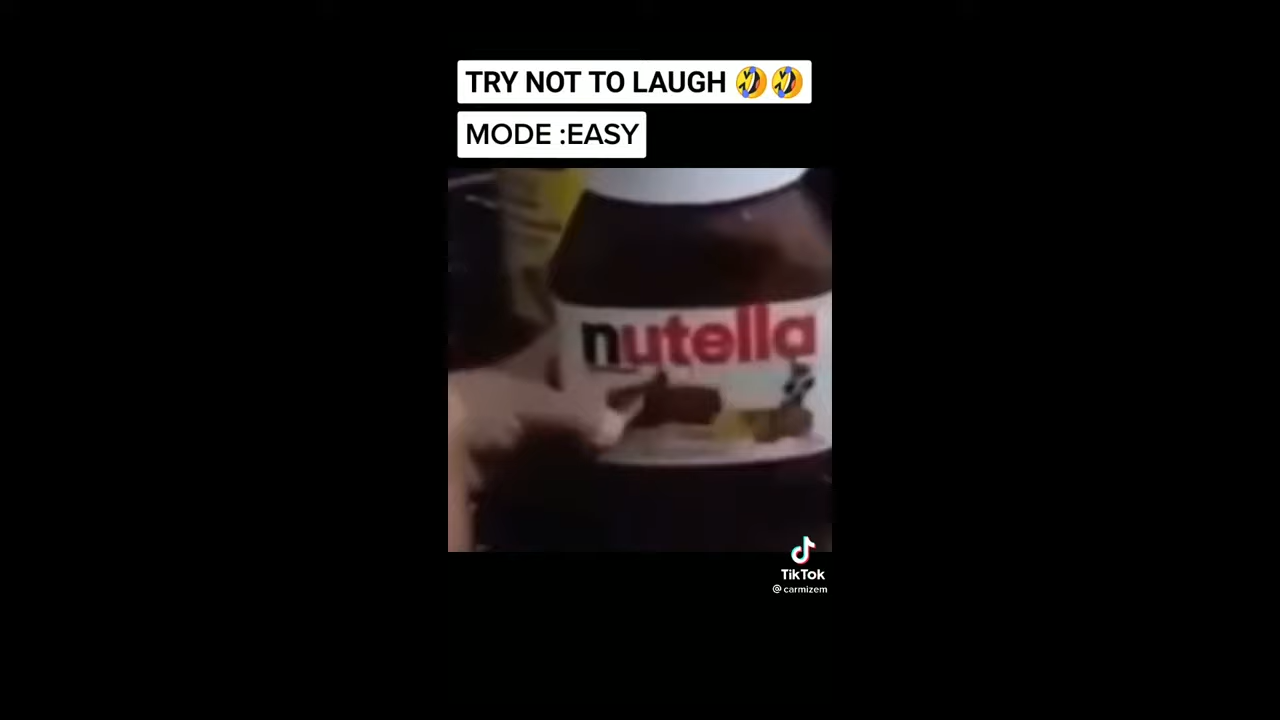 TRY NOT TO LAUGH 🤣🤣
MODE :EASY
nutella
TikTok
@carmizem